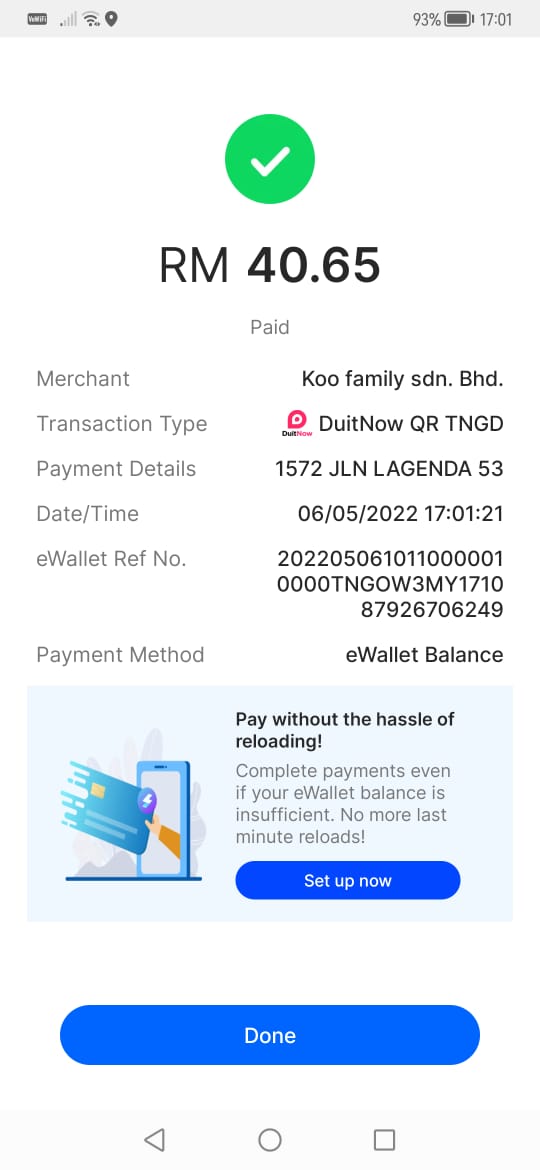 VoWiFi 93% 17:01
RM 40.65
Paid
Merchant Koo family sdn. Bhd.
Transaction Type DuitNow DuitNow QR TNGD
Payment Details 1572 JLN LAGENDA 53
Date/Time 06/05/2022 17:01:21
eWallet Ref No. 202205061011000001
0000TNGOW3MY1710
87926706249
Payment Method eWallet Balance
Pay without the hassle of
reloading!
Complete payments even
if your eWallet balance is
insufficient. No more last
minute reloads!
Set up now
Done